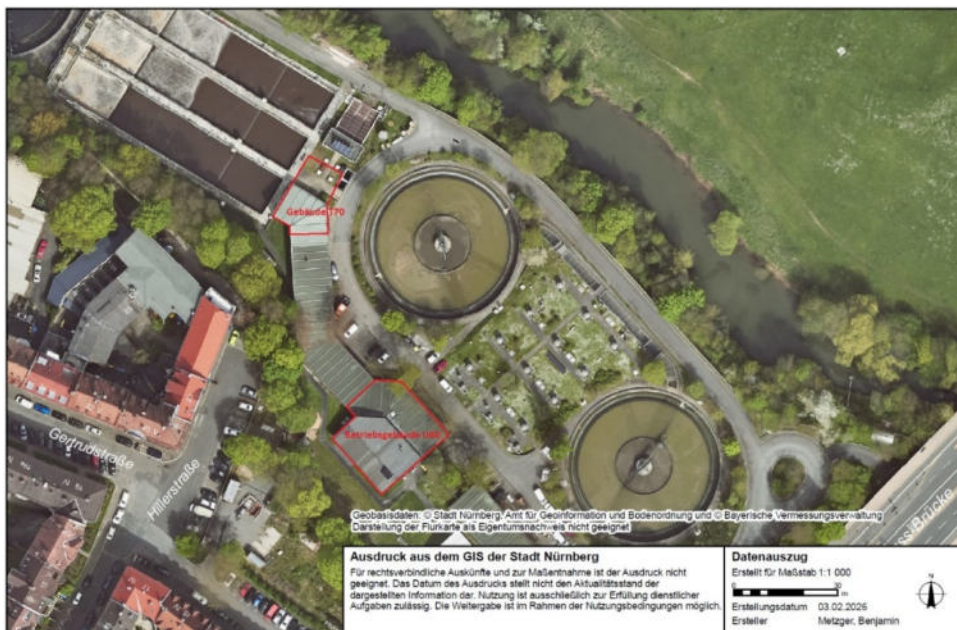 Gebäude 170
Gertrudstraße
Hillerstraße
Brücke
Geobasisdaten: © Stadt Nürnberg, Amt für Geoinformation und Bodenordnung und © Bayerische Vermessungsverwaltung
Darstellung der Flurkarte als Eigentumsnachweis nicht geeignet
Ausdruck aus dem GIS der Stadt Nürnberg
Für rechtsverbindliche Auskünfte und zur Maßentnahme ist der Ausdruck nicht
geeignet. Das Datum des Ausdrucks stellt nicht den Aktualitätsstand der
dargestellten Information dar. Nutzung ist ausschließlich zur Erfüllung dienstlicher
Aufgaben zulässig. Die Weitergabe ist im Rahmen der Nutzungsbedingungen möglich.
Datenauszug
Erstellt für Maßstab 1:1 000
0 30
m
Erstellungsdatum 03.02.2026
Ersteller Metzger, Benjamin
N